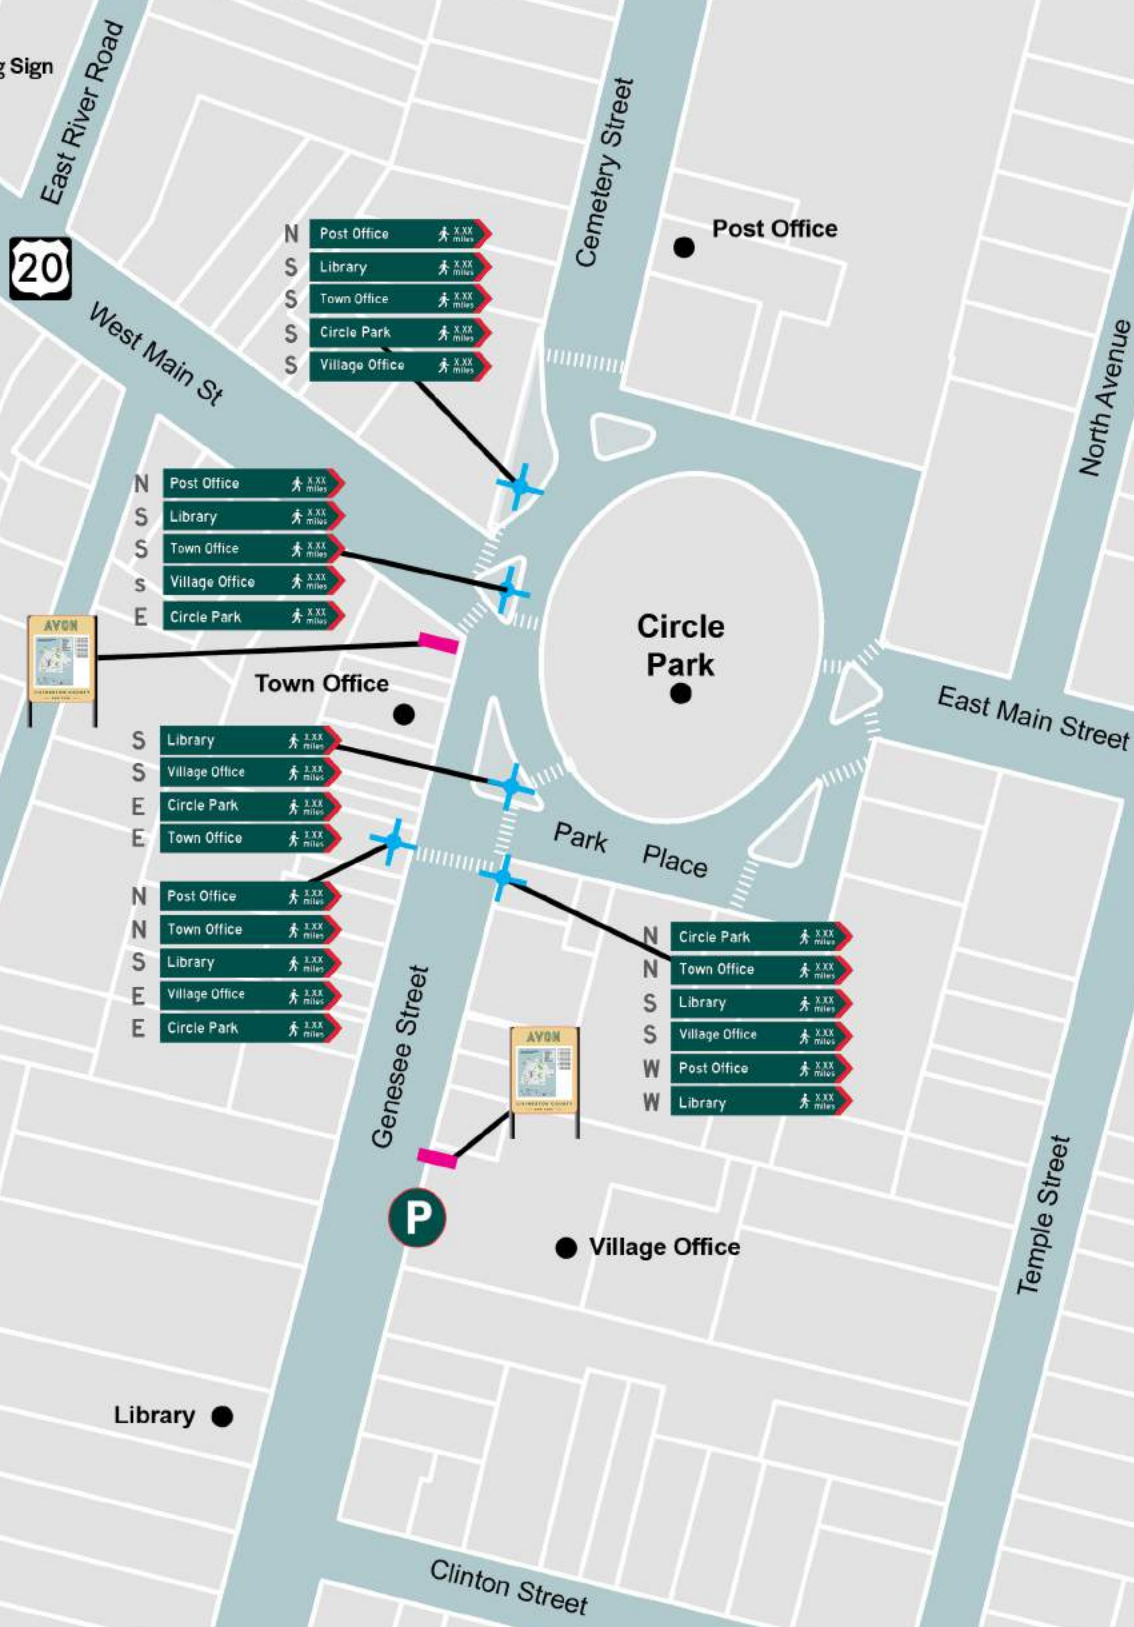 g Sign
East River Road
Cemetery Street
Post Office
20
West Main St
North Avenue
N Post Office X.XX miles
S Library X.XX miles
S Town Office X.XX miles
S Circle Park X.XX miles
S Village Office X.XX miles
N Post Office X.XX miles
S Library X.XX miles
S Town Office X.XX miles
s Village Office X.XX miles
E Circle Park X.XX miles
AVON
LIVINGSTON COUNTY
Circle
Park
Town Office
East Main Street
S Library X.XX miles
S Village Office X.XX miles
E Circle Park X.XX miles
E Town Office X.XX miles
Park Place
N Post Office X.XX miles
N Town Office X.XX miles
S Library X.XX miles
E Village Office X.XX miles
E Circle Park X.XX miles
N Circle Park X.XX miles
N Town Office X.XX miles
S Library X.XX miles
S Village Office X.XX miles
W Post Office X.XX miles
W Library X.XX miles
Genesee Street
AVON
LIVINGSTON COUNTY
P
Village Office
Temple Street
Library
Clinton Street